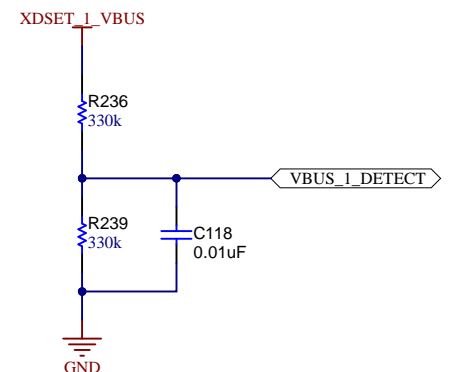 XDSET_1_VBUS
R236
330k
VBUS_1_DETECT
R239
330k
C118
0.01uF
GND